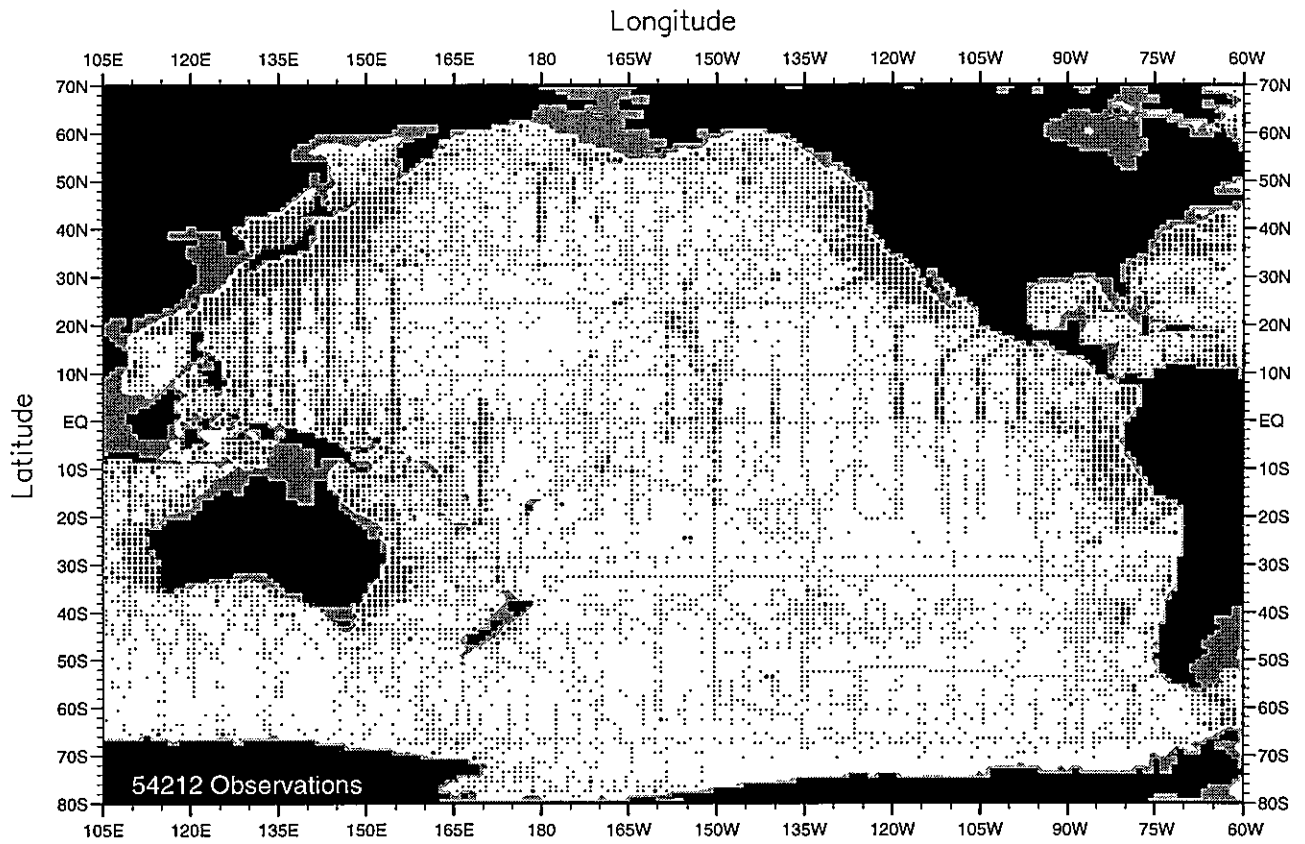 Longitude
105E 120E 135E 150E 165E 180 165W 150W 135W 120W 105W 90W 75W 60W
70N 70N
60N 60N
50N 50N
40N 40N
30N 30N
20N 20N
10N 10N
EQ EQ
10S 10S
20S 20S
30S 30S
40S 40S
50S 50S
60S 60S
70S 70S
80S 80S
Latitude
54212 Observations
105E 120E 135E 150E 165E 180 165W 150W 135W 120W 105W 90W 75W 60W